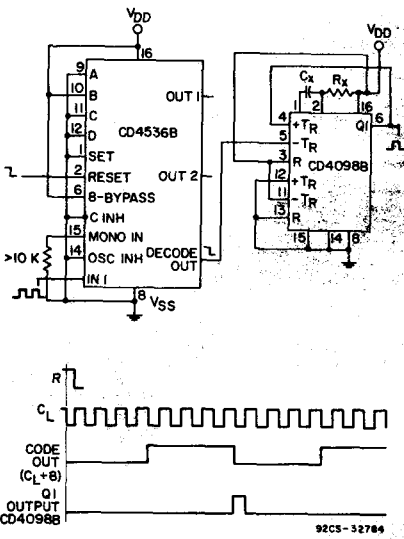 VDD
16
9 A
10 B
11 C
12 D
1 SET
2 RESET
6 8-BYPASS
C INH
15 MONO IN
14 OSC INH
IN 1
>10 K
CD4536B
OUT 1
OUT 2
DECODE
OUT
8 VSS
VDD
CX
RX
1 2 16
4 +TR
5 -TR
3 R
12 +TR
11 -TR
13 R
Q1 6
CD4098B
15 14 8
R
CL
CODE
OUT
(CL+8)
Q1
OUTPUT
CD4098B
92CS-32784